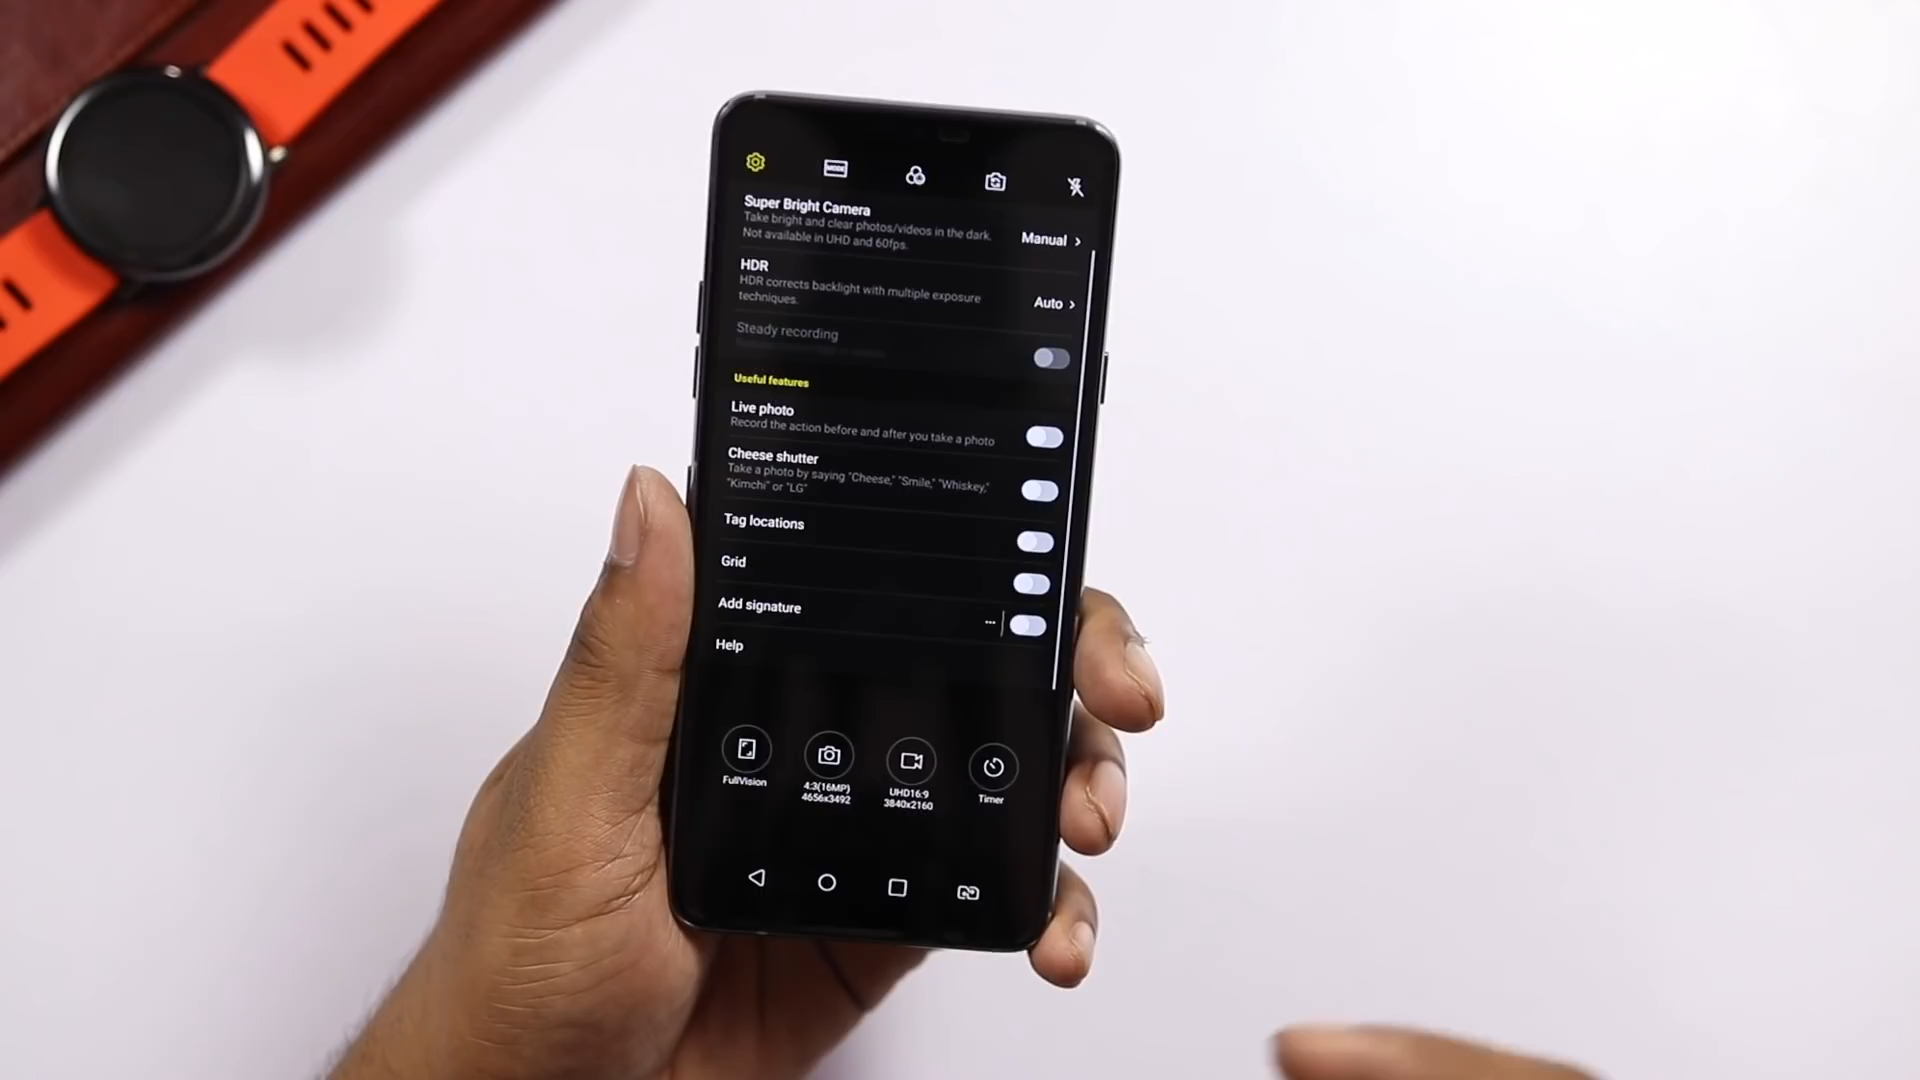 MODE
Super Bright Camera
Take bright and clear photos/videos in the dark.
Not available in UHD and 60fps.
Manual >
HDR
HDR corrects backlight with multiple exposure
techniques.
Auto >
Steady recording
Useful features
Live photo
Record the action before and after you take a photo
Cheese shutter
Take a photo by saying "Cheese," "Smile," "Whiskey,"
"Kimchi" or "LG"
Tag locations
Grid
Add signature
...
Help
FullVision
4:3(16MP)
4656x3492
UHD16:9
3840x2160
Timer